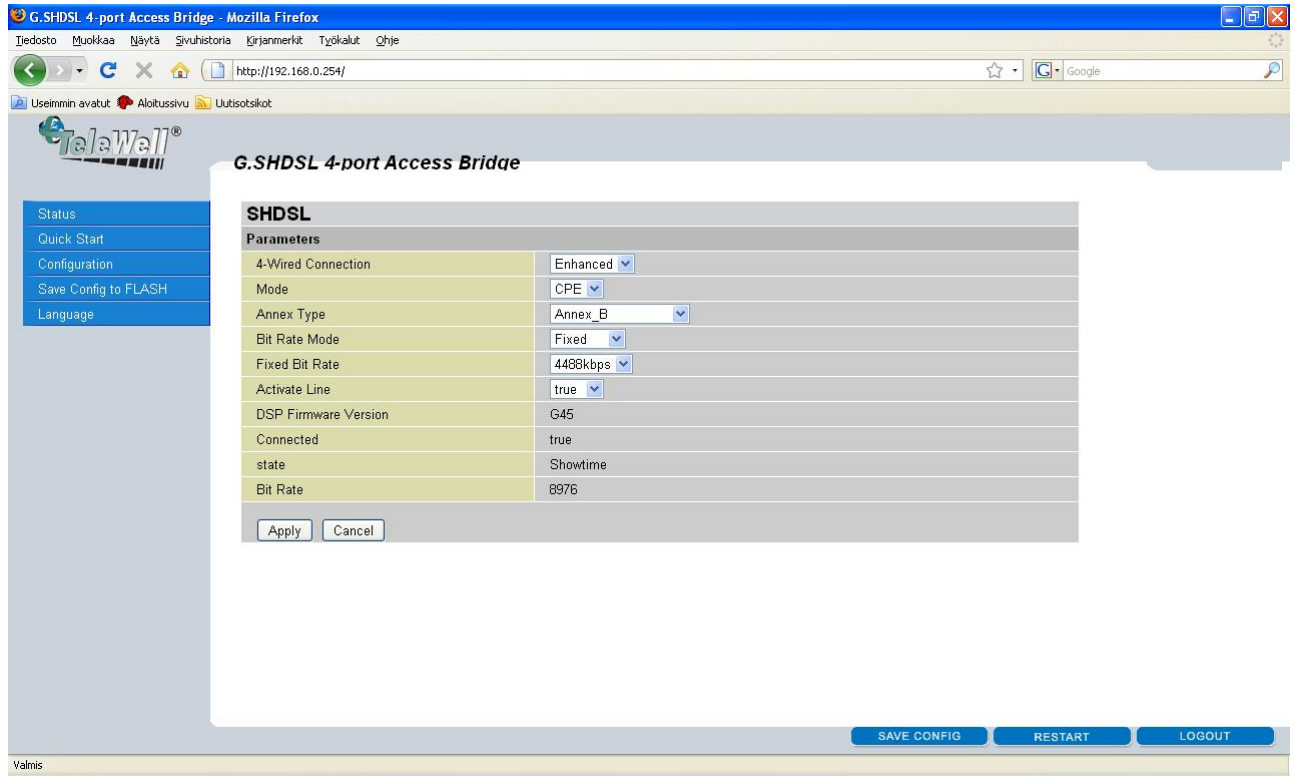 G.SHDSL 4-port Access Bridge - Mozilla Firefox
Tiedosto Muokkaa Näytä Sivuhistoria Kirjanmerkit Työkalut Ohje
http://192.168.0.254/
Google
Useimmin avatut Aloitussivu Uutisotsikot
TeleWell®
G.SHDSL 4-port Access Bridge
Status
Quick Start
Configuration
Save Config to FLASH
Language
SHDSL
Parameters
4-Wired Connection Enhanced
Mode CPE
Annex Type Annex_B
Bit Rate Mode Fixed
Fixed Bit Rate 4488kbps
Activate Line true
DSP Firmware Version G45
Connected true
state Showtime
Bit Rate 8976
Apply Cancel
SAVE CONFIG RESTART LOGOUT
Valmis